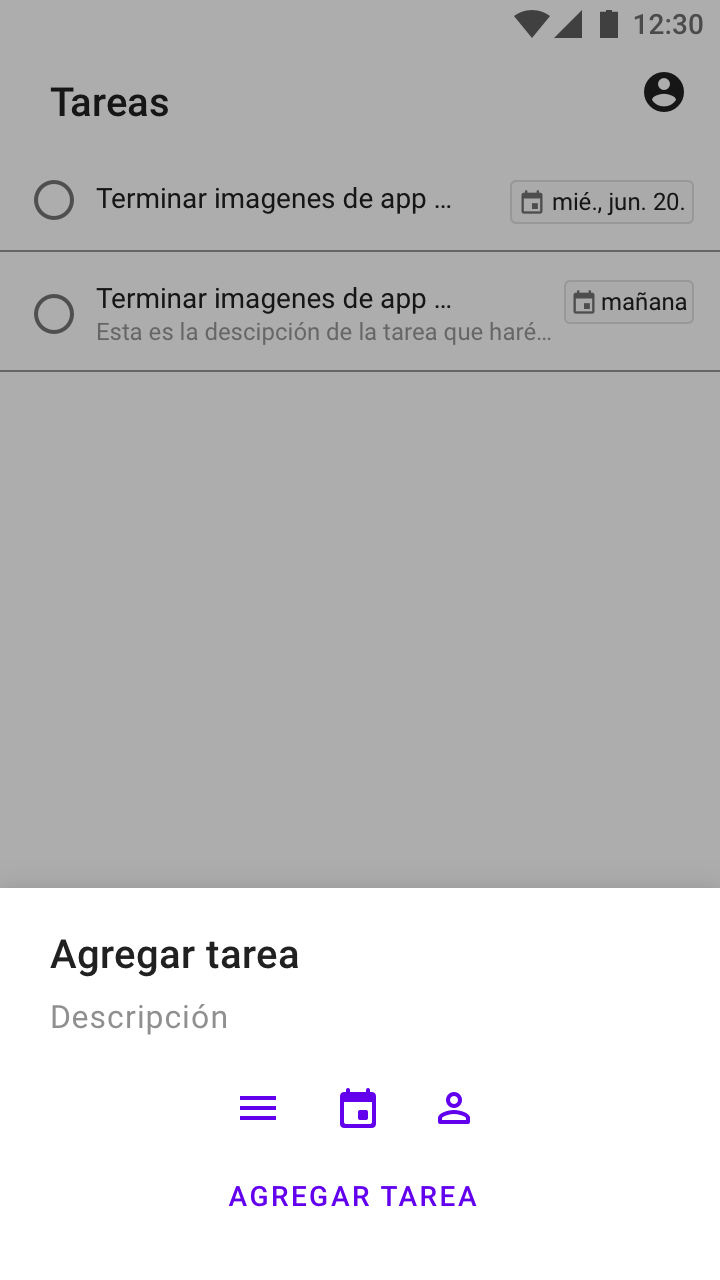 12:30
Tareas
Terminar imagenes de app ...
mié., jun. 20.
Terminar imagenes de app ...
mañana
Esta es la descipción de la tarea que haré...
Agregar tarea
Descripción
AGREGAR TAREA